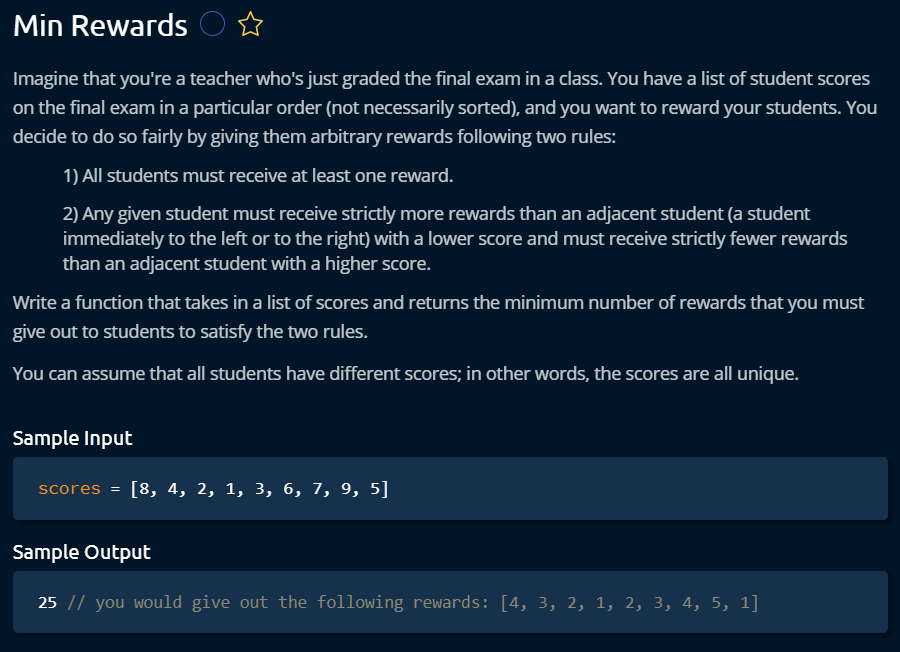 Min Rewards
Imagine that you're a teacher who's just graded the final exam in a class. You have a list of student scores
on the final exam in a particular order (not necessarily sorted), and you want to reward your students. You
decide to do so fairly by giving them arbitrary rewards following two rules:
1) All students must receive at least one reward.
2) Any given student must receive strictly more rewards than an adjacent student (a student
immediately to the left or to the right) with a lower score and must receive strictly fewer rewards
than an adjacent student with a higher score.
Write a function that takes in a list of scores and returns the minimum number of rewards that you must
give out to students to satisfy the two rules.
You can assume that all students have different scores; in other words, the scores are all unique.
Sample Input
scores = [8, 4, 2, 1, 3, 6, 7, 9, 5]
Sample Output
25 // you would give out the following rewards: [4, 3, 2, 1, 2, 3, 4, 5, 1]